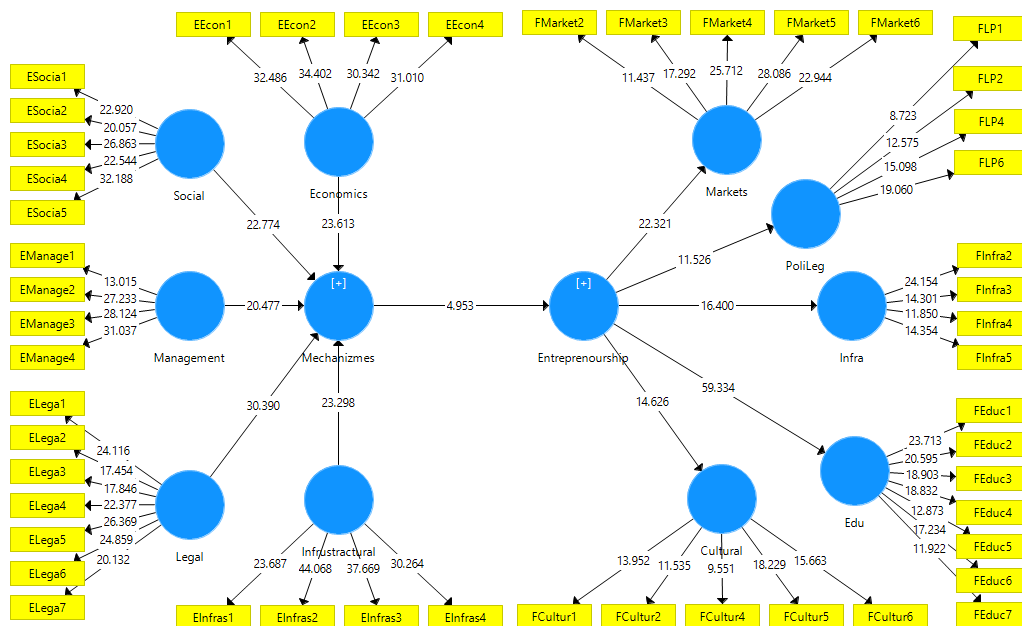 EEcon1
EEcon2
EEcon3
EEcon4
FMarket2
FMarket3
FMarket4
FMarket5
FMarket6
FLP1
FLP2
FLP4
FLP6
ESocia1
ESocia2
ESocia3
ESocia4
ESocia5
32.486
34.402
30.342
31.010
11.437
17.292
25.712
28.086
22.944
8.723
12.575
15.098
19.060
22.920
20.057
26.863
22.544
32.188
Social
Economics
Markets
PoliLeg
22.774
23.613
22.321
11.526
EManage1
EManage2
EManage3
EManage4
13.015
27.233
28.124
31.037
Management
20.477
[+]
Mechanizmes
4.953
[+]
Entreprenourship
16.400
Infra
24.154
14.301
11.850
14.354
FInfra2
FInfra3
FInfra4
FInfra5
30.390
23.298
14.626
59.334
ELega1
ELega2
ELega3
ELega4
ELega5
ELega6
ELega7
24.116
17.454
17.846
22.377
26.369
24.859
20.132
Legal
Infrustractural
Cultural
Edu
23.713
20.595
18.903
18.832
12.873
17.234
11.922
FEduc1
FEduc2
FEduc3
FEduc4
FEduc5
FEduc6
FEduc7
23.687
44.068
37.669
30.264
13.952
11.535
9.551
18.229
15.663
EInfras1
EInfras2
EInfras3
EInfras4
FCultur1
FCultur2
FCultur4
FCultur5
FCultur6